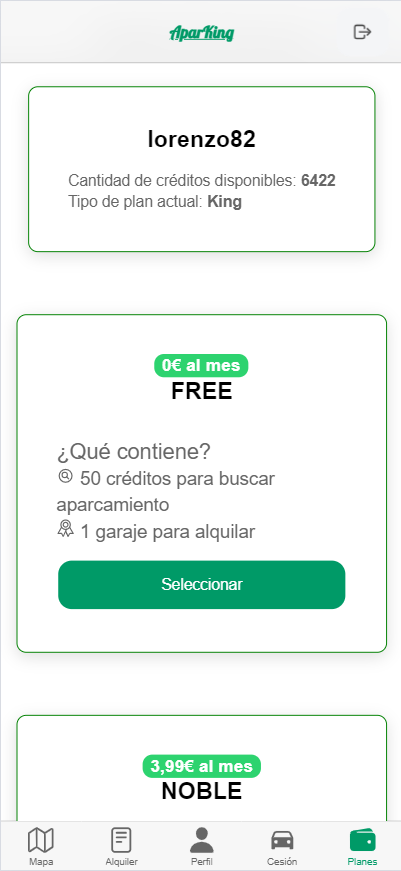 AparKing
lorenzo82
Cantidad de créditos disponibles: 6422
Tipo de plan actual: King
0€ al mes
FREE
¿Qué contiene?
50 créditos para buscar
aparcamiento
1 garaje para alquilar
Seleccionar
3,99€ al mes
NOBLE
Mapa
Alquiler
Perfil
Cesión
Planes